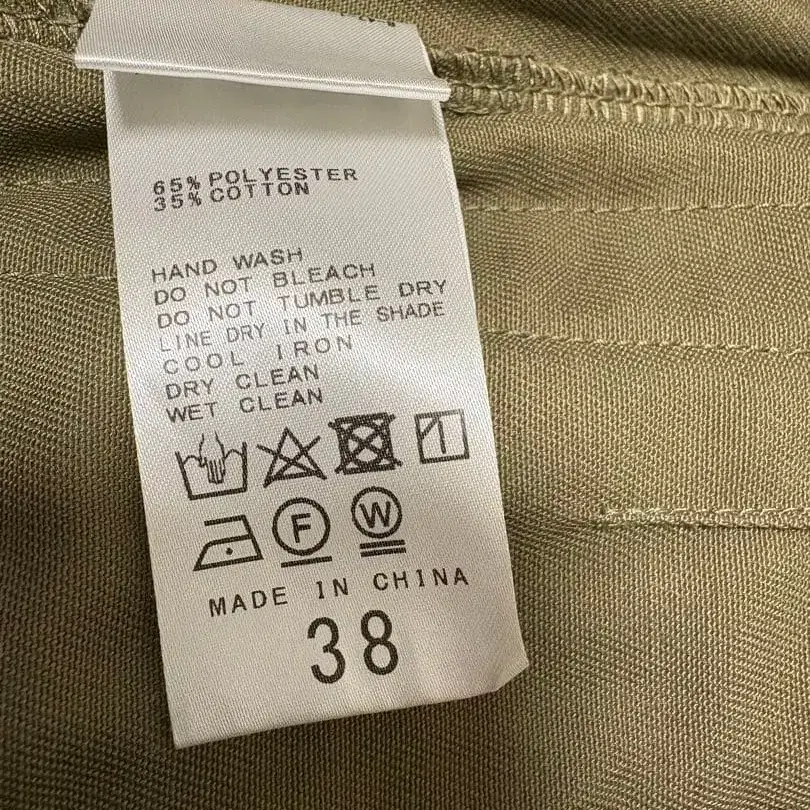 65% POLYESTER
35% COTTON
HAND WASH
DO NOT BLEACH
DO NOT TUMBLE DRY
LINE DRY IN THE SHADE
COOL IRON
DRY CLEAN
WET CLEAN
F W
MADE IN CHINA
38